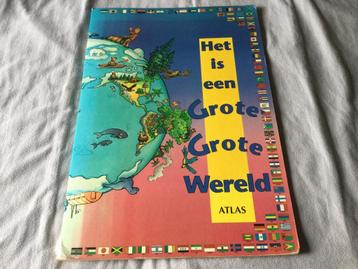 Het
is
een
Grote
Grote
Wereld
ATLAS